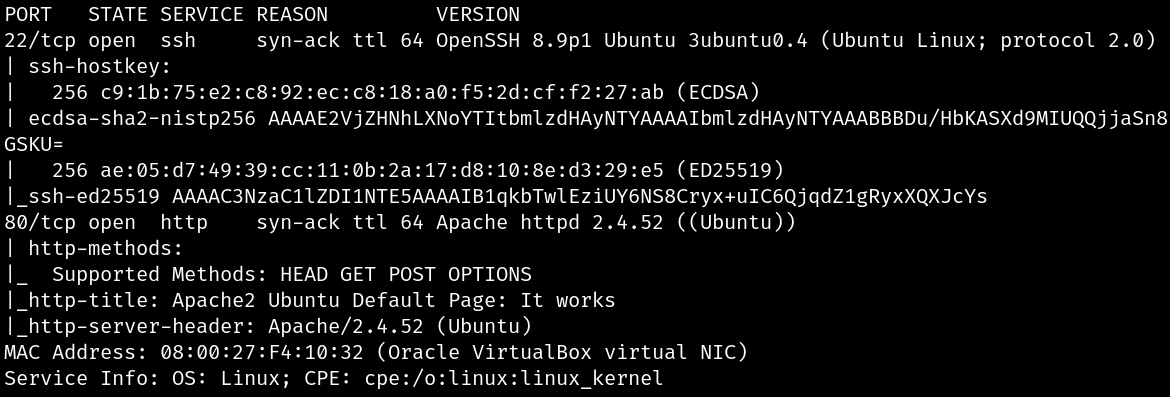 PORT   STATE SERVICE REASON         VERSION
22/tcp open  ssh     syn-ack ttl 64 OpenSSH 8.9p1 Ubuntu 3ubuntu0.4 (Ubuntu Linux; protocol 2.0)
| ssh-hostkey:
|   256 c9:1b:75:e2:c8:92:ec:c8:18:a0:f5:2d:cf:f2:27:ab (ECDSA)
| ecdsa-sha2-nistp256 AAAAE2VjZHNhLXNoYTItbmlzdHAyNTYAAAAIbmlzdHAyNTYAAABBBDu/HbKASXd9MIUQQjjaSn8
GSKU=
|   256 ae:05:d7:49:39:cc:11:0b:2a:17:d8:10:8e:d3:29:e5 (ED25519)
|_ssh-ed25519 AAAAC3NzaC1lZDI1NTE5AAAAIB1qkbTwlEziUY6NS8Cryx+uIC6QjqdZ1gRyxXQXJcYs
80/tcp open  http    syn-ack ttl 64 Apache httpd 2.4.52 ((Ubuntu))
| http-methods:
|_  Supported Methods: HEAD GET POST OPTIONS
|_http-title: Apache2 Ubuntu Default Page: It works
|_http-server-header: Apache/2.4.52 (Ubuntu)
MAC Address: 08:00:27:F4:10:32 (Oracle VirtualBox virtual NIC)
Service Info: OS: Linux; CPE: cpe:/o:linux:linux_kernel